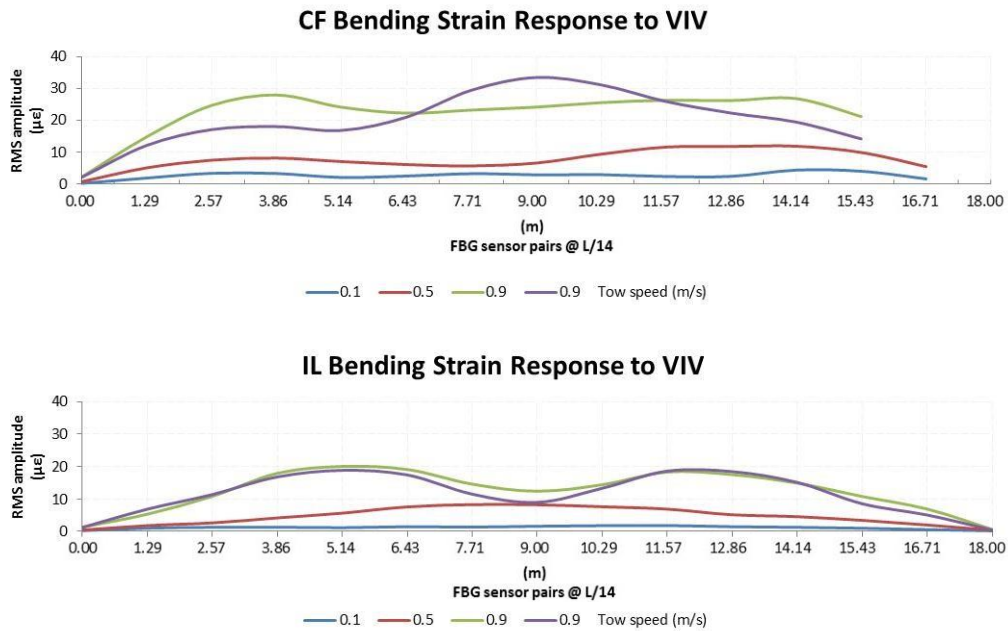 CF Bending Strain Response to VIV
40
30
20
10
0
RMS amplitude
(με)
0.00 1.29 2.57 3.86 5.14 6.43 7.71 9.00 10.29 11.57 12.86 14.14 15.43 16.71 18.00
(m)
FBG sensor pairs @ L/14
0.1 0.5 0.9 0.9 Tow speed (m/s)
IL Bending Strain Response to VIV
40
30
20
10
0
RMS amplitude
(με)
0.00 1.29 2.57 3.86 5.14 6.43 7.71 9.00 10.29 11.57 12.86 14.14 15.43 16.71 18.00
(m)
FBG sensor pairs @ L/14
0.1 0.5 0.9 0.9 Tow speed (m/s)